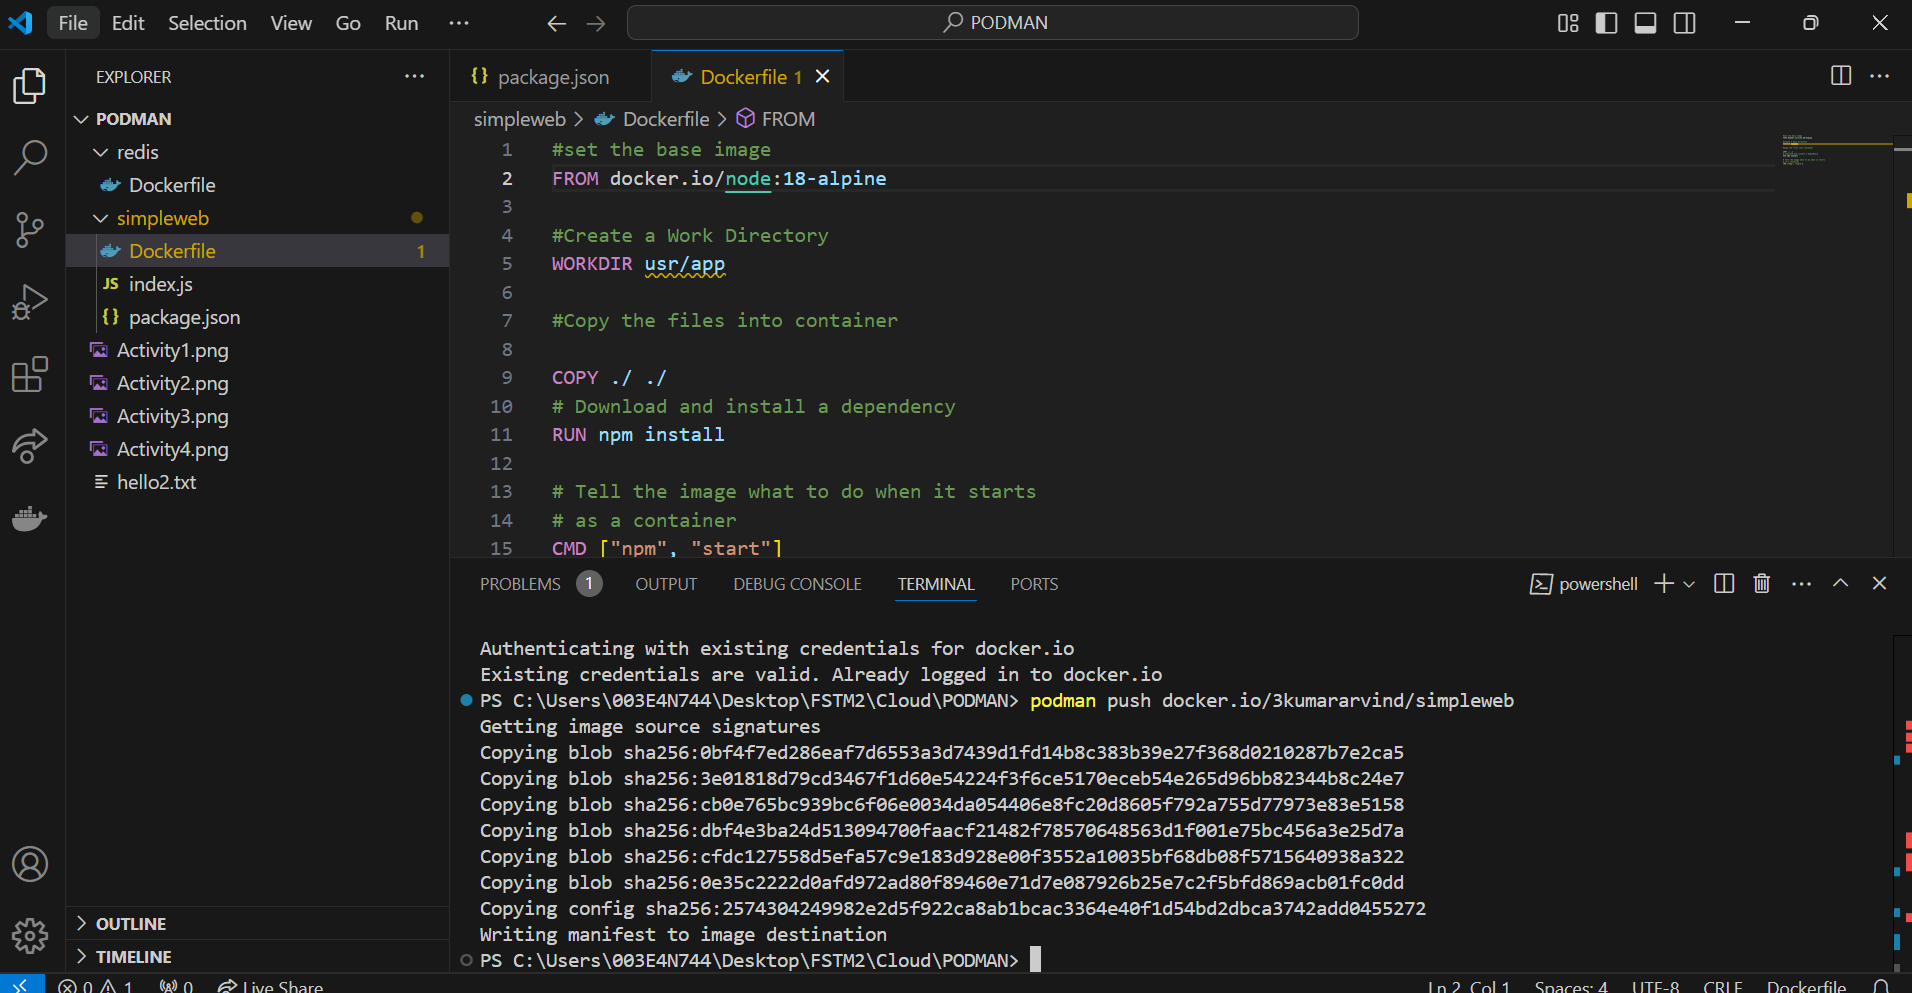 File Edit Selection View Go Run ··· PODMAN
EXPLORER ···
PODMAN
redis
Dockerfile
simpleweb
Dockerfile 1
JS index.js
{} package.json
Activity1.png
Activity2.png
Activity3.png
Activity4.png
hello2.txt
OUTLINE
TIMELINE
{} package.json Dockerfile 1
simpleweb > Dockerfile > FROM
1 #set the base image
2 FROM docker.io/node:18-alpine
3
4 #Create a Work Directory
5 WORKDIR usr/app
6
7 #Copy the files into container
8
9 COPY ./ ./
10 # Download and install a dependency
11 RUN npm install
12
13 # Tell the image what to do when it starts
14 # as a container
15 CMD ["npm", "start"]
PROBLEMS 1 OUTPUT DEBUG CONSOLE TERMINAL PORTS powershell
Authenticating with existing credentials for docker.io
Existing credentials are valid. Already logged in to docker.io
PS C:\Users\003E4N744\Desktop\FSTM2\Cloud\PODMAN> podman push docker.io/3kumararvind/simpleweb
Getting image source signatures
Copying blob sha256:0bf4f7ed286eaf7d6553a3d7439d1fd14b8c383b39e27f368d0210287b7e2ca5
Copying blob sha256:3e01818d79cd3467f1d60e54224f3f6ce5170eceb54e265d96bb82344b8c24e7
Copying blob sha256:cb0e765bc939bc6f06e0034da054406e8fc20d8605f792a755d77973e83e5158
Copying blob sha256:dbf4e3ba24d513094700faacf21482f78570648563d1f001e75bc456a3e25d7a
Copying blob sha256:cfdc127558d5efa57c9e183d928e00f3552a10035bf68db08f5715640938a322
Copying blob sha256:0e35c2222d0afd972ad80f89460e71d7e087926b25e7c2f5bfd869acb01fc0dd
Copying config sha256:2574304249982e2d5f922ca8ab1bcac3364e40f1d54bd2dbca3742add0455272
Writing manifest to image destination
PS C:\Users\003E4N744\Desktop\FSTM2\Cloud\PODMAN>
0 1 0 Live Share Ln 2, Col 1 Spaces: 4 UTF-8 CRLF Dockerfile